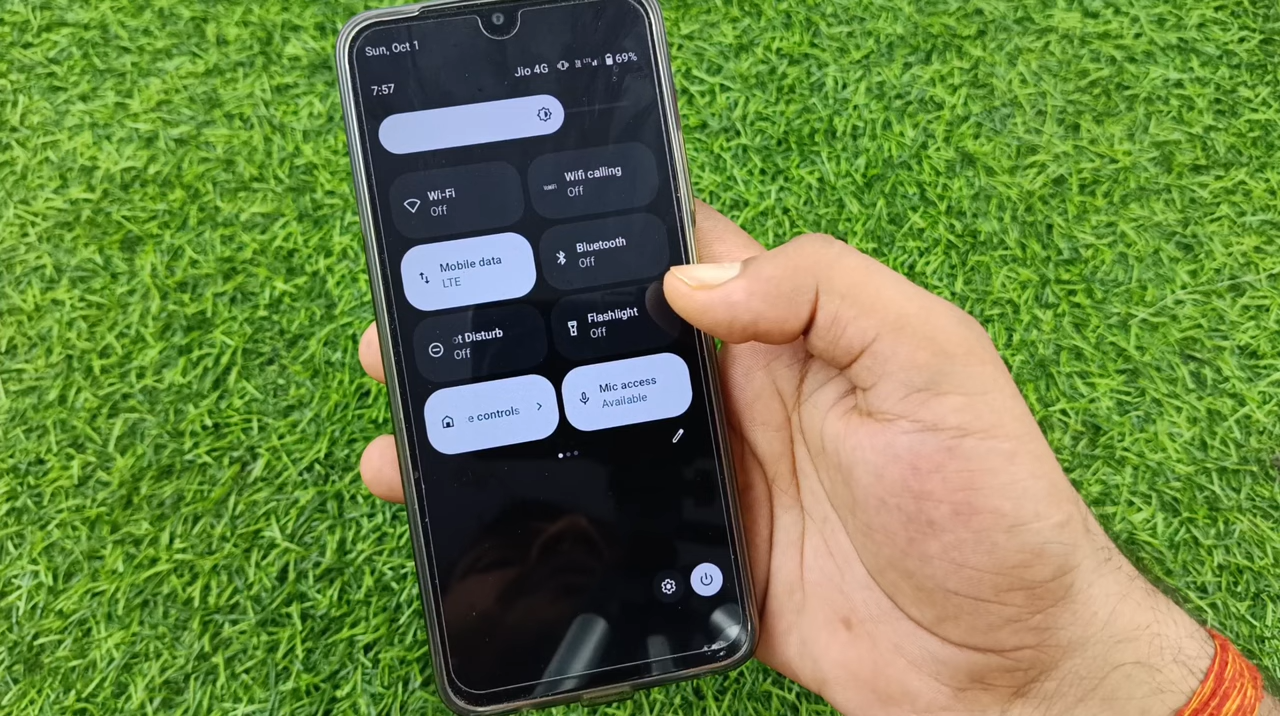 Sun, Oct 1
Jio 4G LTE 69%
7:57
Wi-Fi
Off
Wifi calling
Off
Mobile data
LTE
Bluetooth
Off
ot Disturb
Off
Flashlight
Off
e controls
Mic access
Available